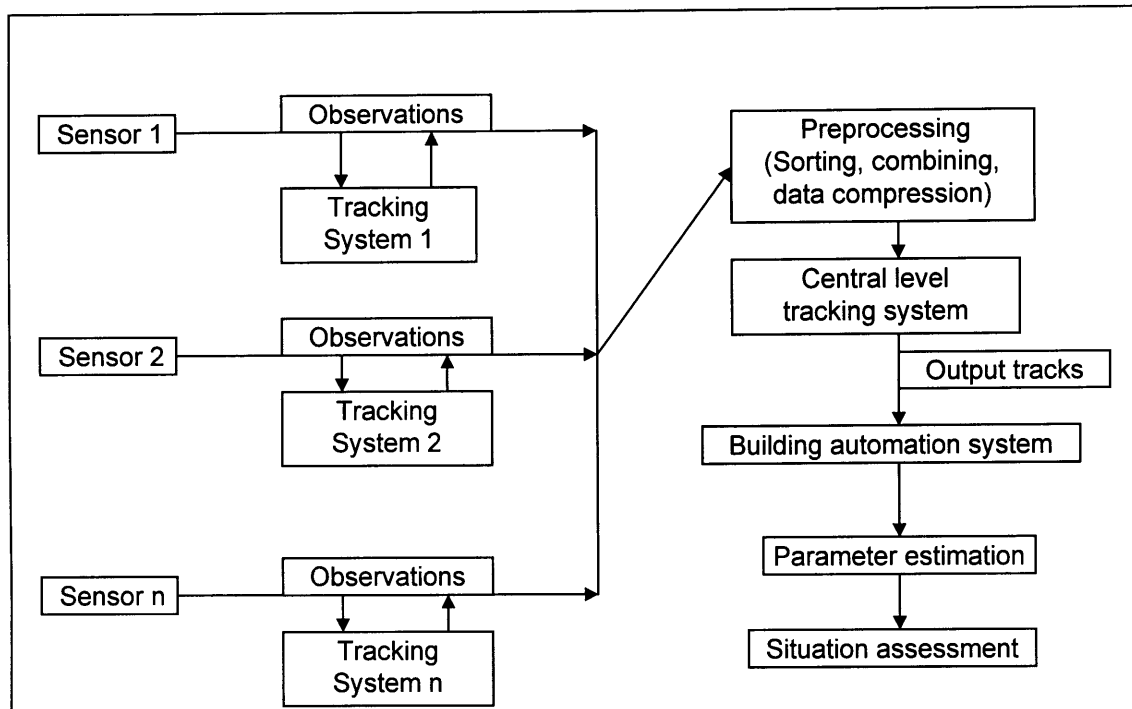 Sensor 1
Observations
Tracking
System 1
Sensor 2
Observations
Tracking
System 2
Sensor n
Observations
Tracking
System n
Preprocessing
(Sorting, combining,
data compression)
Central level
tracking system
Output tracks
Building automation system
Parameter estimation
Situation assessment